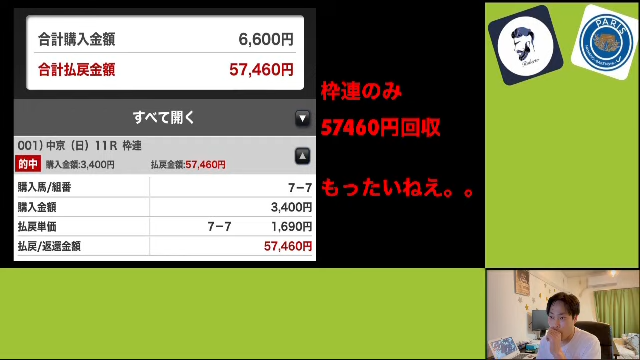 合計購入金額 6,600円
合計払戻金額 57,460円
すべて開く ▼
001) 中京（日）11R 枠連 ▲
的中 購入金額:3,400円 払戻金額:57,460円
購入馬/組番 7−7
購入金額 3,400円
払戻単価 7−7 1,690円
払戻/返還金額 57,460円
枠連のみ
57460円回収
もったいねえ。。
PARIS